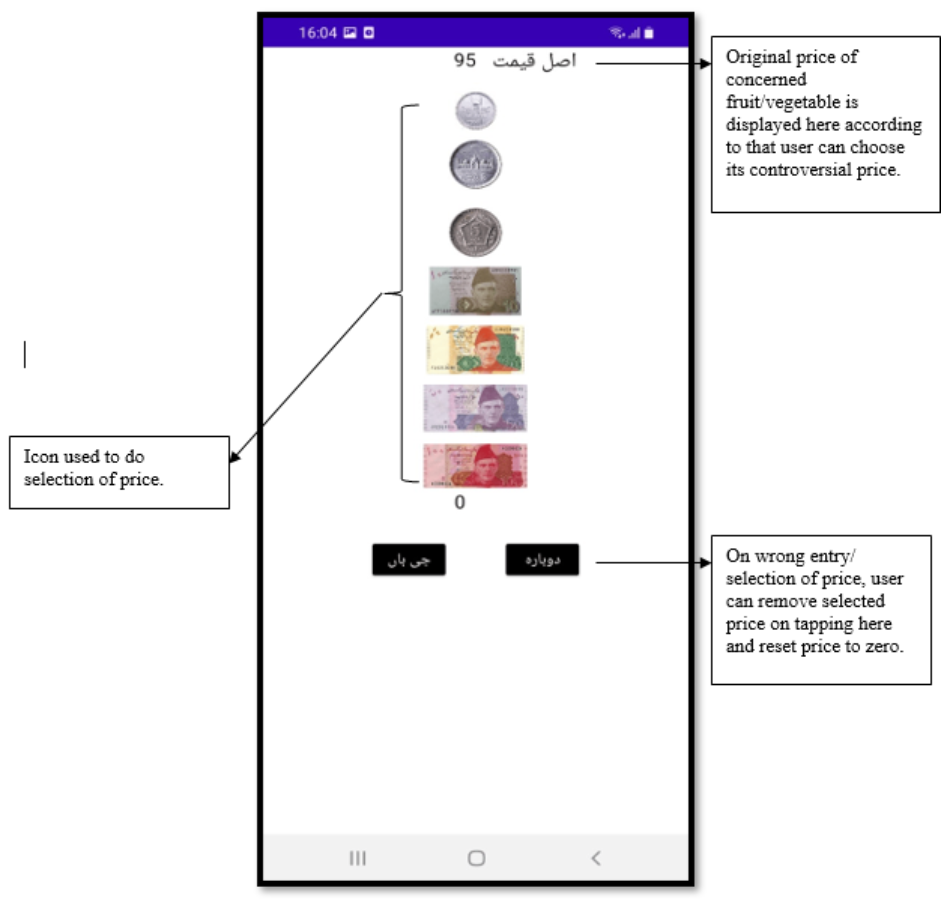 16:04
اصل قیمت 95
0
جی ہاں
دوبارہ
Original price of
concerned
fruit/vegetable is
displayed here according
to that user can choose
its controversial price.
Icon used to do
selection of price.
On wrong entry/
selection of price, user
can remove selected
price on tapping here
and reset price to zero.